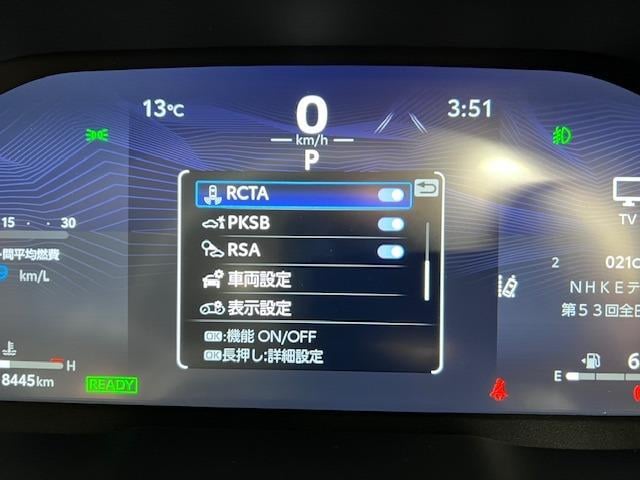 13℃
0
km/h
P
3:51
RCTA
PKSB
RSA
車両設定
表示設定
OK:機能 ON/OFF
OK長押し:詳細設定
15 30
間平均燃費
km/L
H
8445km
READY
TV
2 021
NHKEテ
第53回全
E
6